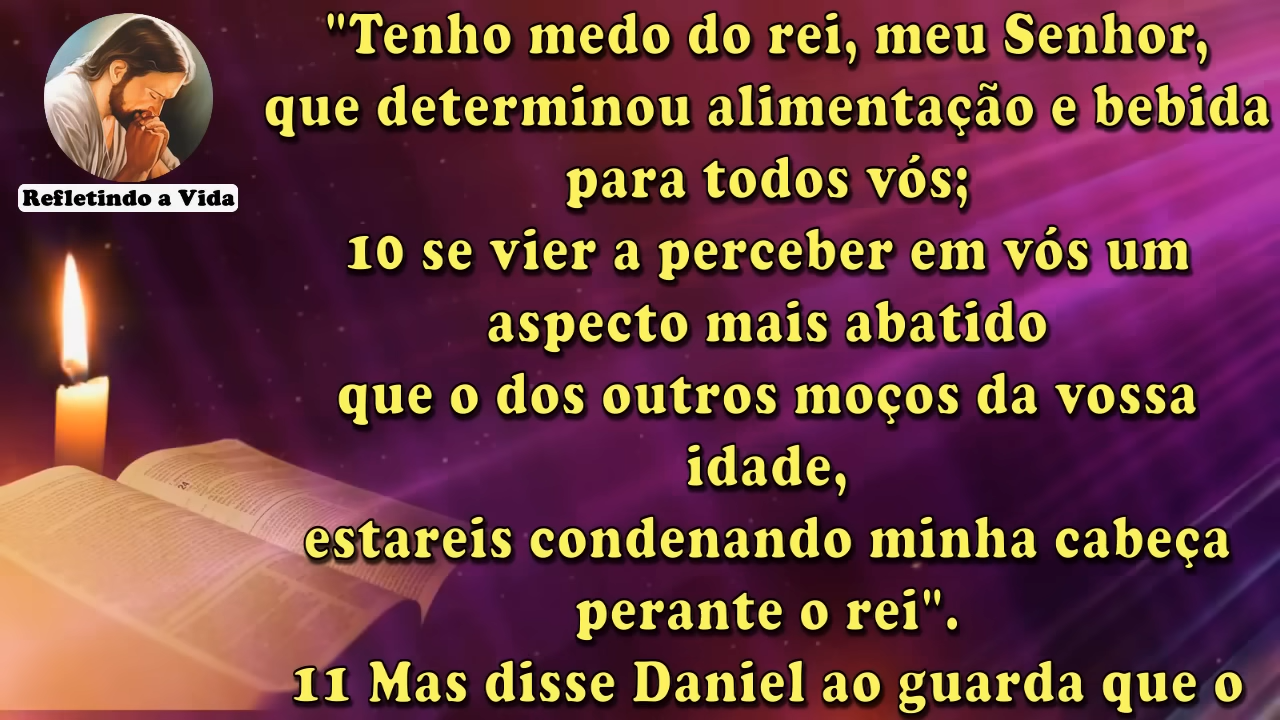 Refletindo a Vida
"Tenho medo do rei, meu Senhor,
que determinou alimentação e bebida
para todos vós;
10 se vier a perceber em vós um
aspecto mais abatido
que o dos outros moços da vossa
idade,
estareis condenando minha cabeça
perante o rei".
11 Mas disse Daniel ao guarda que o